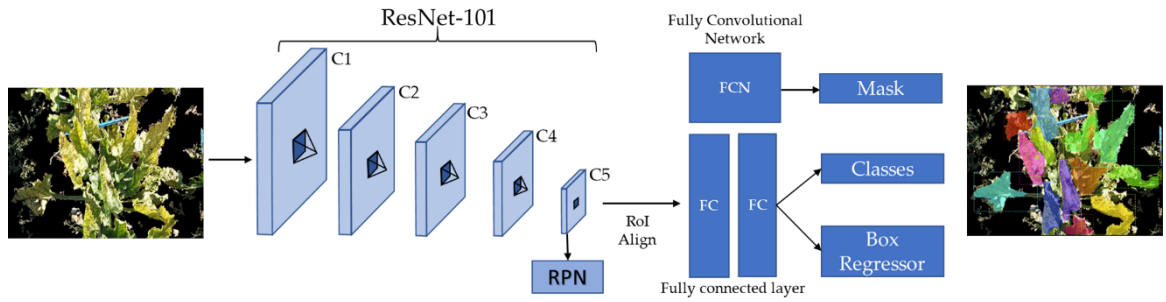 ResNet-101
C1
C2
C3
C4
C5
RPN
RoI
Align
Fully Convolutional
Network
FCN
Mask
FC
FC
Classes
Box
Regressor
Fully connected layer